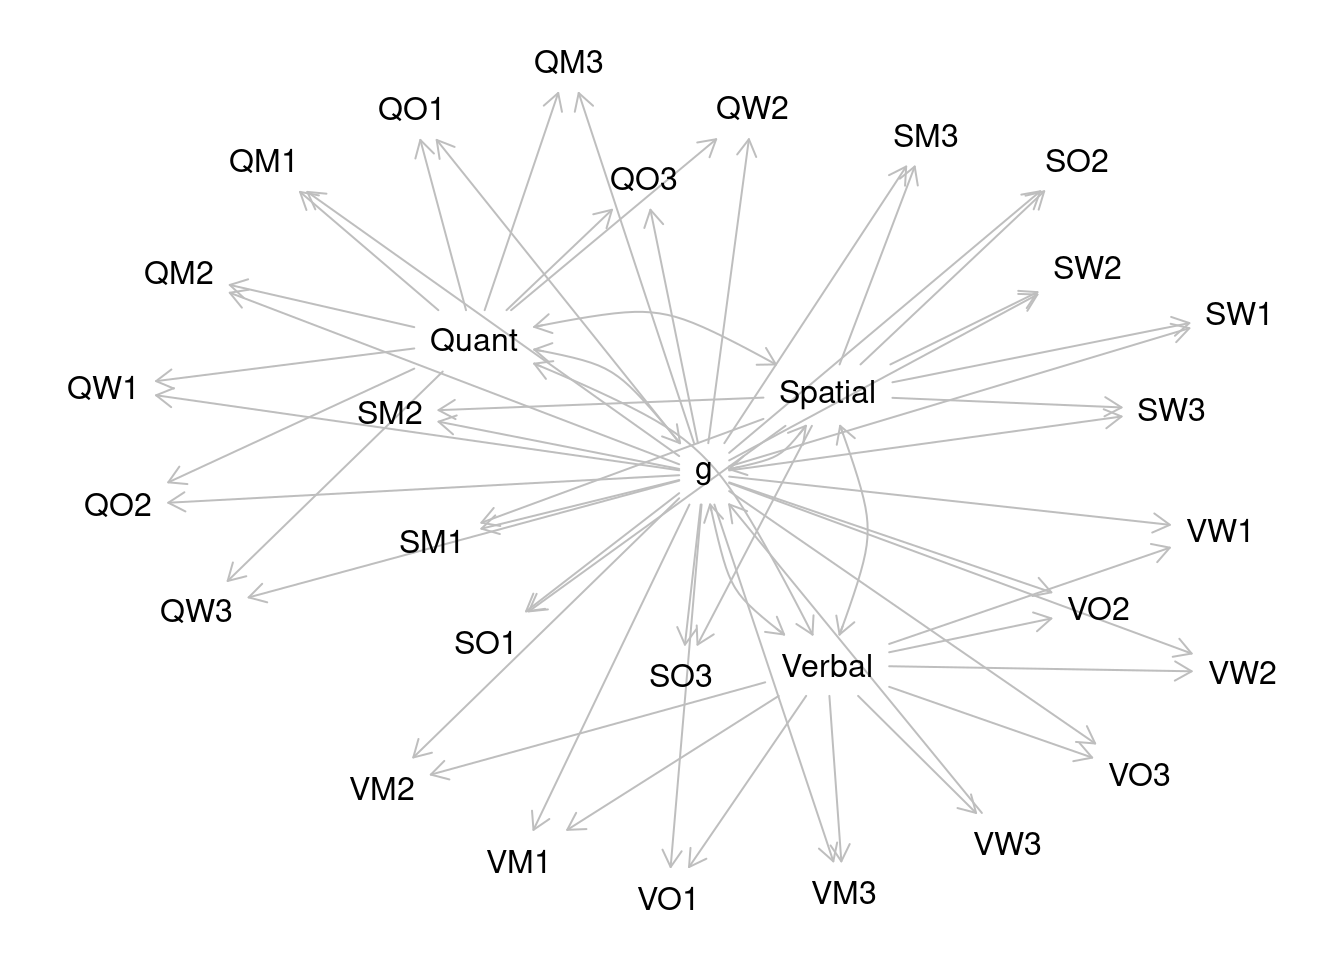 QM3
QO1
QW2
SM3
QM1
SO2
QO3
QM2
SW2
SW1
Quant
QW1
Spatial
SM2
SW3
g
QO2
VW1
SM1
QW3
VO2
SO1
Verbal
SO3
VW2
VM2
VO3
VW3
VM1
VM3
VO1